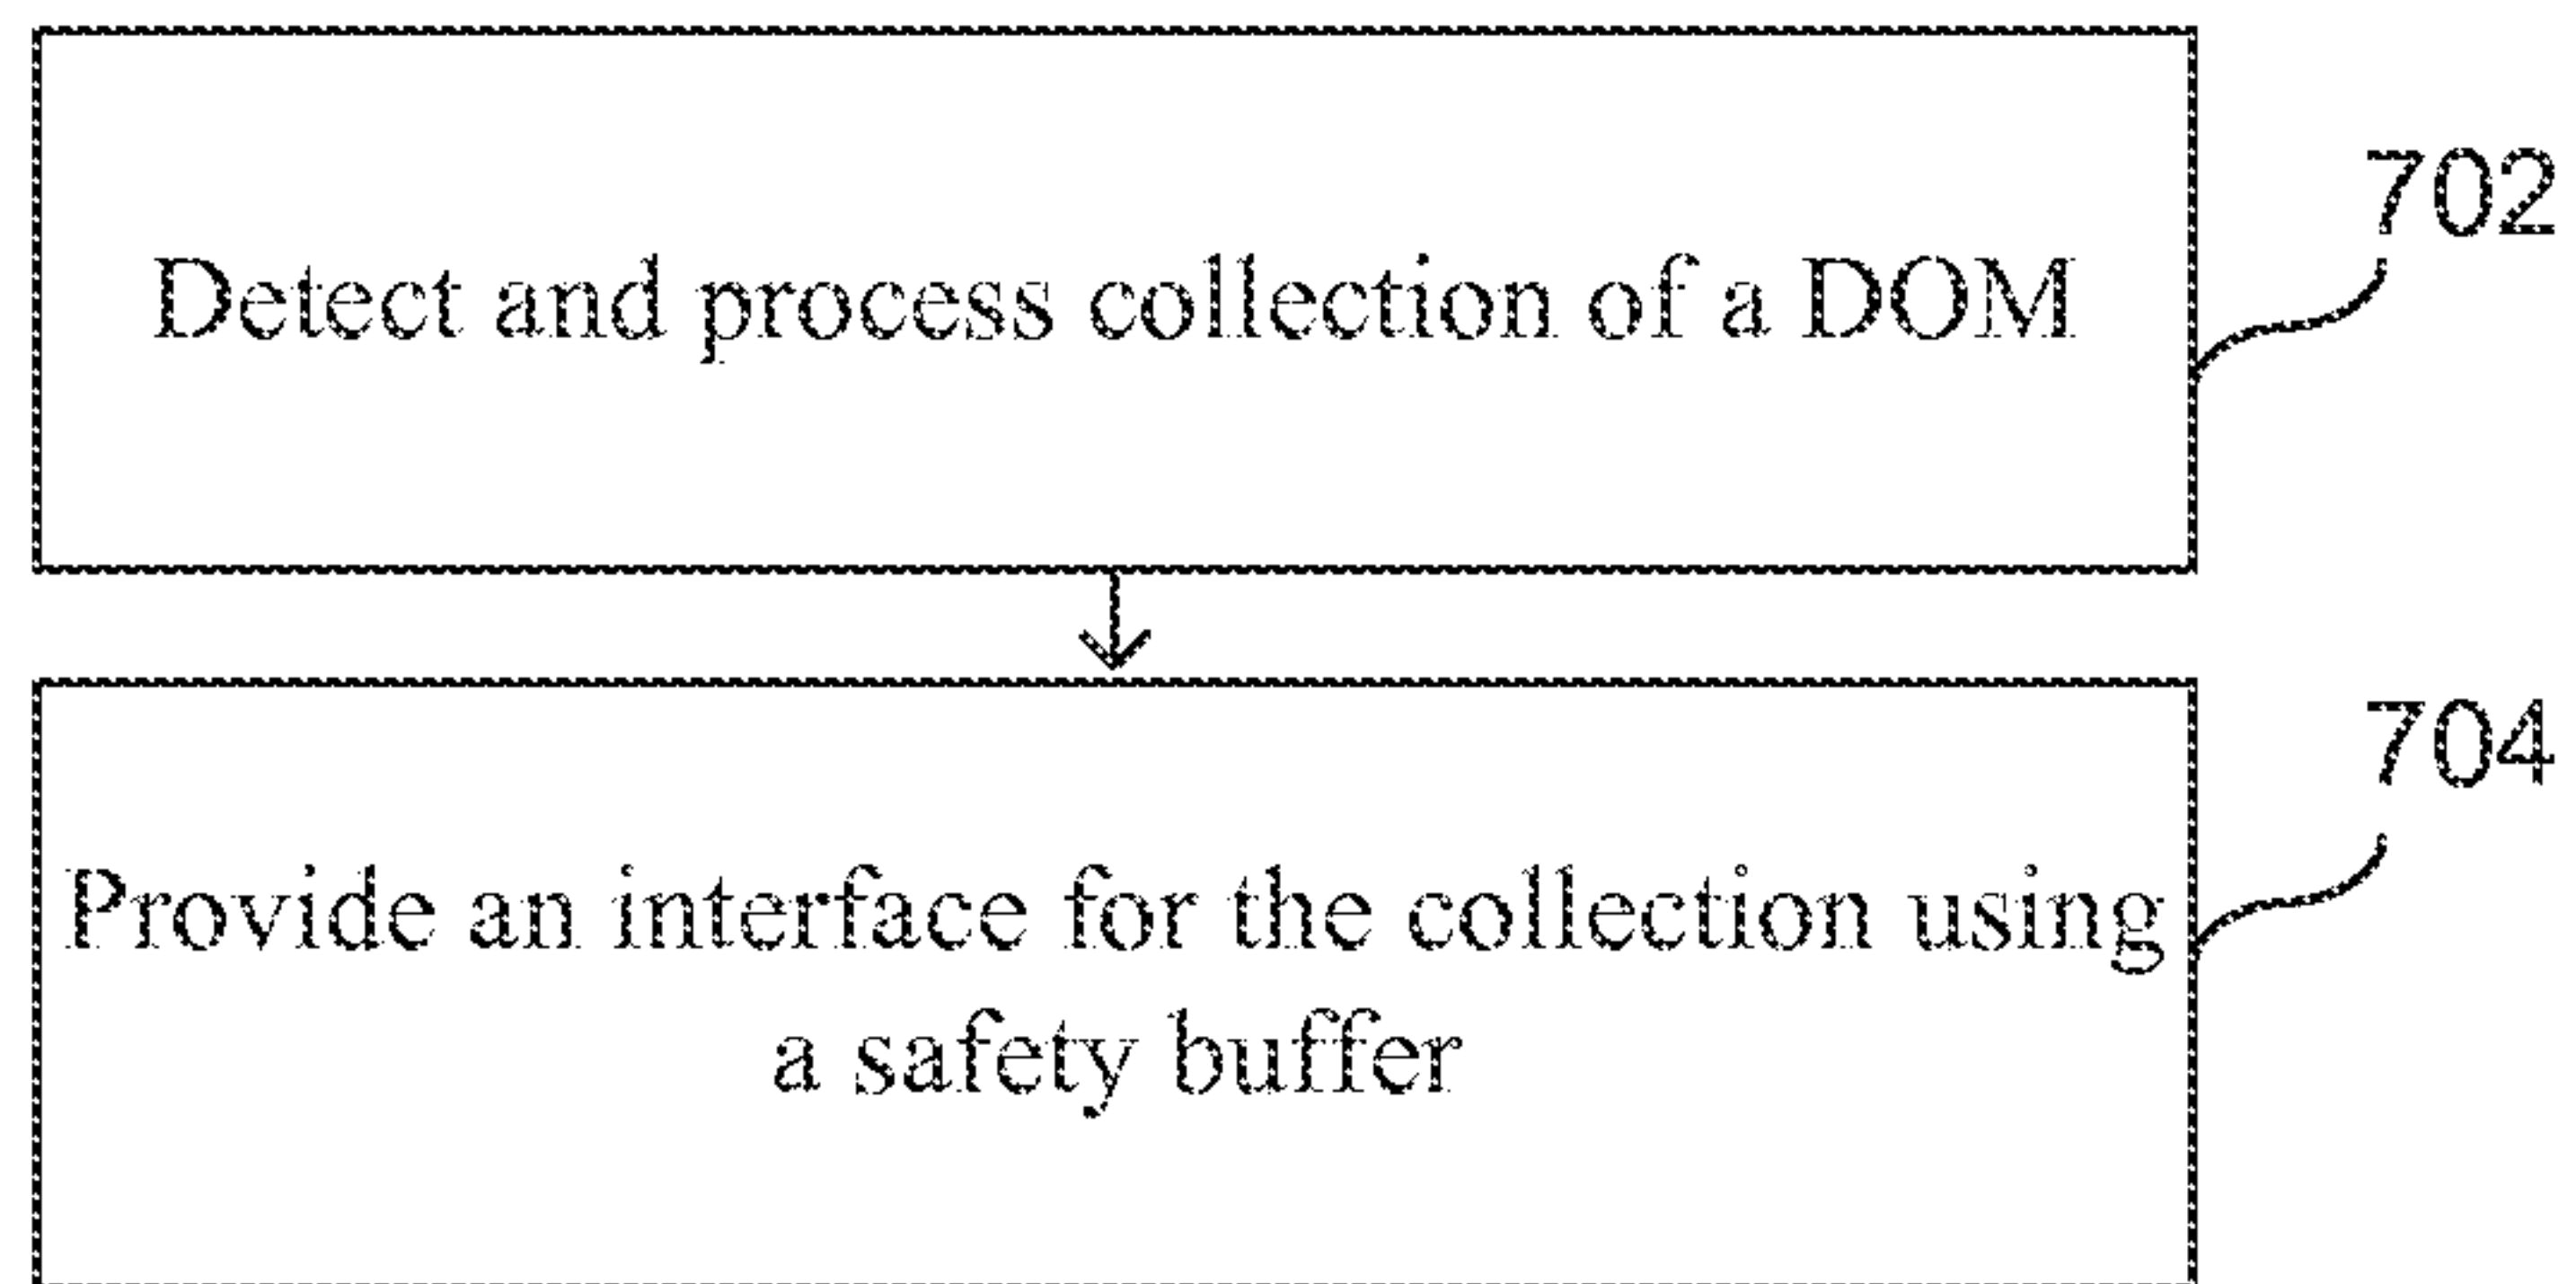 Detect and process collection of a DOM
702
Provide an interface for the collection using
a safety buffer
704